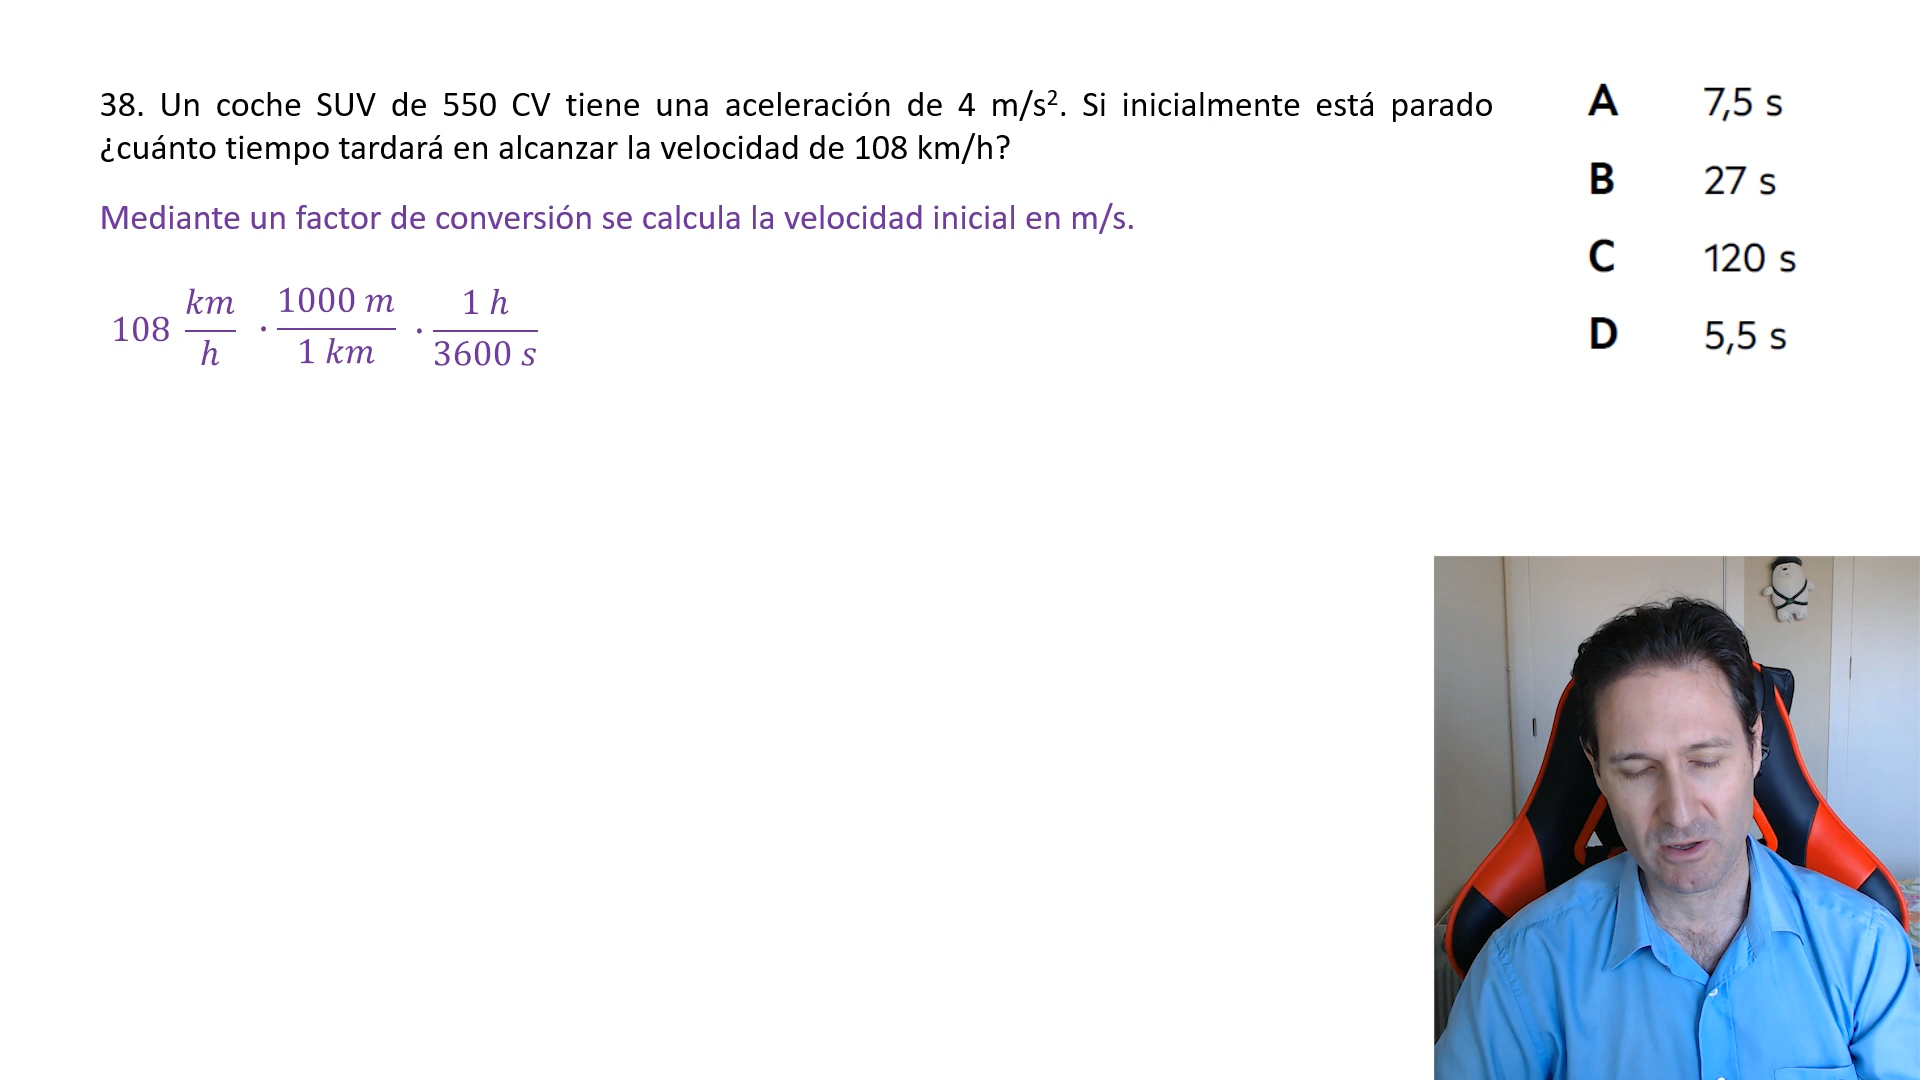 38. Un coche SUV de 550 CV tiene una aceleración de 4 m/s². Si inicialmente está parado
¿cuánto tiempo tardará en alcanzar la velocidad de 108 km/h?
Mediante un factor de conversión se calcula la velocidad inicial en m/s.
108 km/h · 1000 m/1 km · 1 h/3600 s
A 7,5 s
B 27 s
C 120 s
D 5,5 s